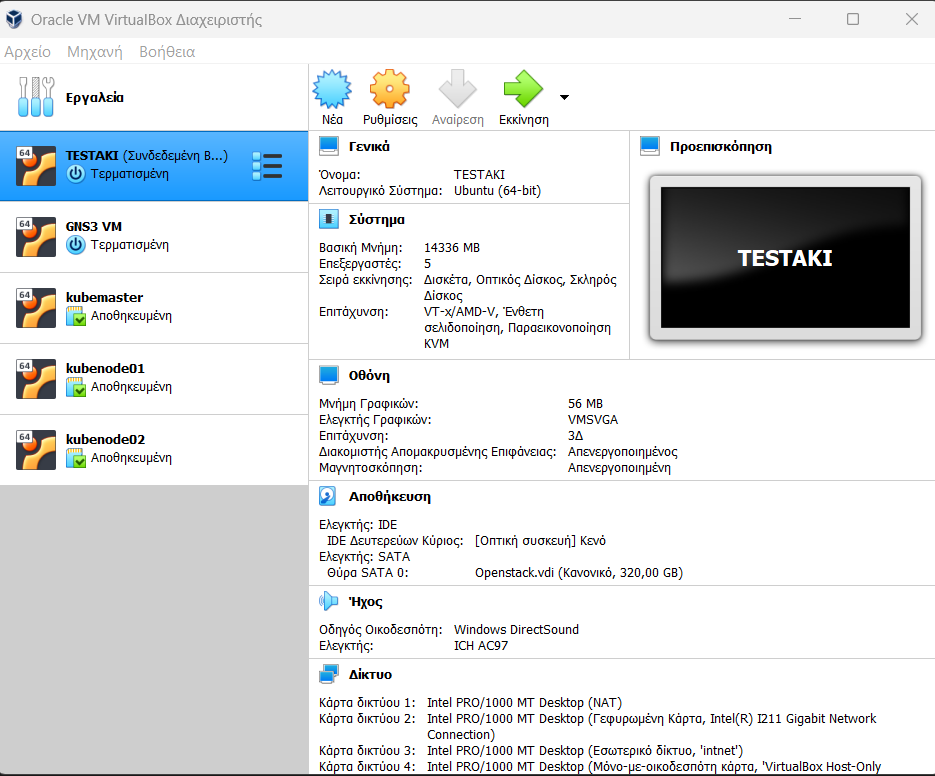 Oracle VM VirtualBox Διαχειριστής
Αρχείο Μηχανή Βοήθεια
Εργαλεία
64 TESTAKI (Συνδεδεμένη Β...)
Τερματισμένη
64 GNS3 VM
Τερματισμένη
64 kubemaster
Αποθηκευμένη
64 kubenode01
Αποθηκευμένη
64 kubenode02
Αποθηκευμένη
Νέα Ρυθμίσεις Αναίρεση Εκκίνηση
Γενικά
Όνομα: TESTAKI
Λειτουργικό Σύστημα: Ubuntu (64-bit)
Σύστημα
Βασική Μνήμη: 14336 MB
Επεξεργαστές: 5
Σειρά εκκίνησης: Δισκέτα, Οπτικός Δίσκος, Σκληρός
Δίσκος
Επιτάχυνση: VT-x/AMD-V, Ένθετη
σελιδοποίηση, Παραεικονοποίηση
KVM
Προεπισκόπηση
TESTAKI
Οθόνη
Μνήμη Γραφικών: 56 MB
Ελεγκτής Γραφικών: VMSVGA
Επιτάχυνση: 3Δ
Διακομιστής Απομακρυσμένης Επιφάνειας: Απενεργοποιημένος
Μαγνητοσκόπηση: Απενεργοποιημένη
Αποθήκευση
Ελεγκτής: IDE
IDE Δευτερεύων Κύριος: [Οπτική συσκευή] Κενό
Ελεγκτής: SATA
Θύρα SATA 0: Openstack.vdi (Κανονικό, 320,00 GB)
Ήχος
Οδηγός Οικοδεσπότη: Windows DirectSound
Ελεγκτής: ICH AC97
Δίκτυο
Κάρτα δικτύου 1: Intel PRO/1000 MT Desktop (NAT)
Κάρτα δικτύου 2: Intel PRO/1000 MT Desktop (Γεφυρωμένη Κάρτα, Intel(R) I211 Gigabit Network
Connection)
Κάρτα δικτύου 3: Intel PRO/1000 MT Desktop (Εσωτερικό δίκτυο, 'intnet')
Κάρτα δικτύου 4: Intel PRO/1000 MT Desktop (Μόνο-με-οικοδεσπότη κάρτα, 'VirtualBox Host-Only